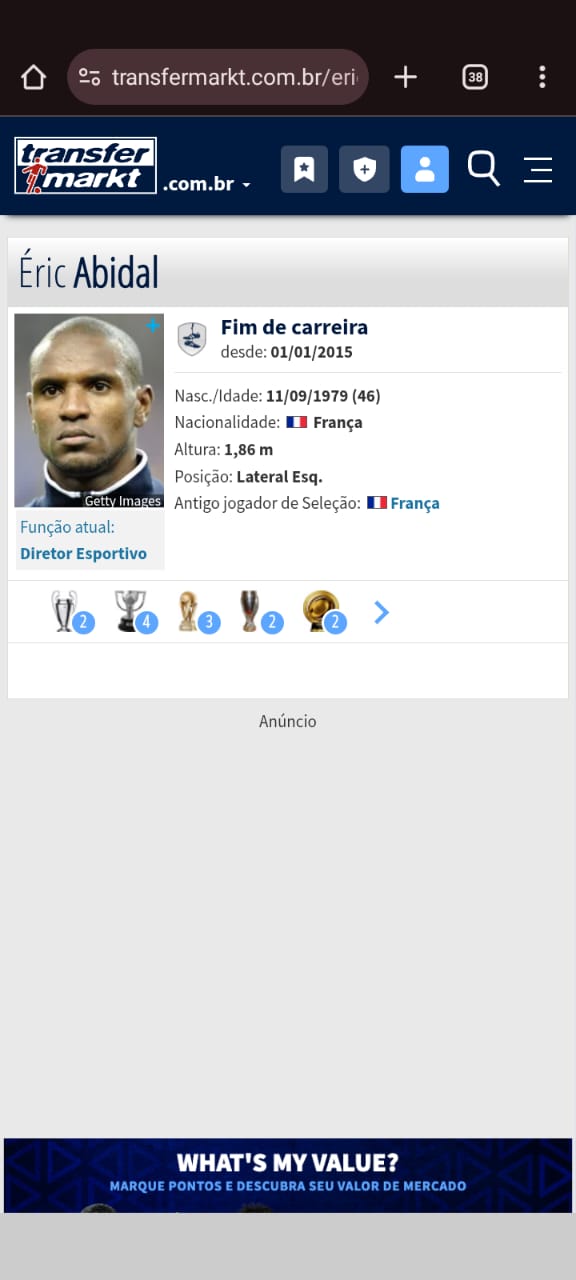 transfermarkt.com.br/eri
38
transfer
markt
.com.br
Éric Abidal
Fim de carreira
desde: 01/01/2015
Nasc./Idade: 11/09/1979 (46)
Nacionalidade: França
Altura: 1,86 m
Posição: Lateral Esq.
Antigo jogador de Seleção: França
Getty Images
Função atual:
Diretor Esportivo
2 4 3 2 2
Anúncio
WHAT'S MY VALUE?
MARQUE PONTOS E DESCUBRA SEU VALOR DE MERCADO